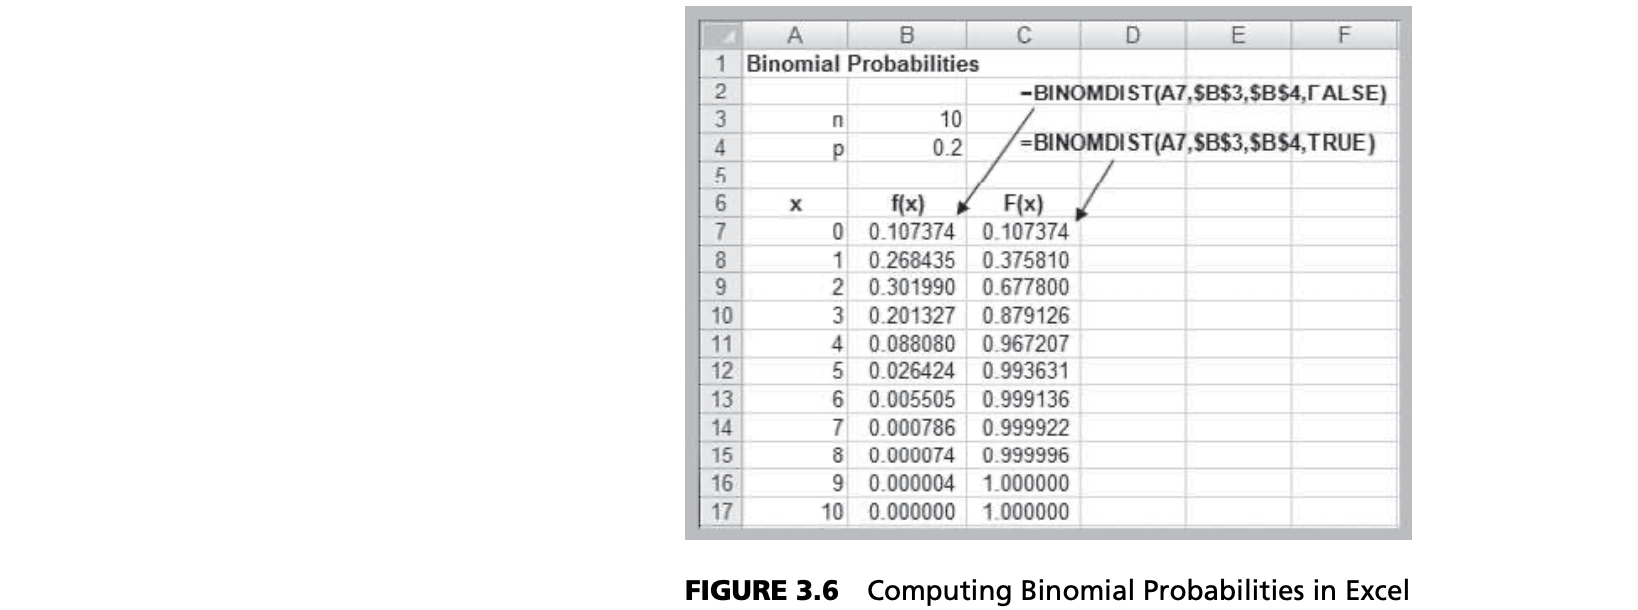 A B C D E F
1 Binomial Probabilities
2 -BINOMDIST(A7,$B$3,$B$4,FALSE)
3 n 10
4 p 0.2 =BINOMDIST(A7,$B$3,$B$4,TRUE)
5
6 x f(x) F(x)
7 0 0.107374 0.107374
8 1 0.268435 0.375810
9 2 0.301990 0.677800
10 3 0.201327 0.879126
11 4 0.088080 0.967207
12 5 0.026424 0.993631
13 6 0.005505 0.999136
14 7 0.000786 0.999922
15 8 0.000074 0.999996
16 9 0.000004 1.000000
17 10 0.000000 1.000000
FIGURE 3.6 Computing Binomial Probabilities in Excel